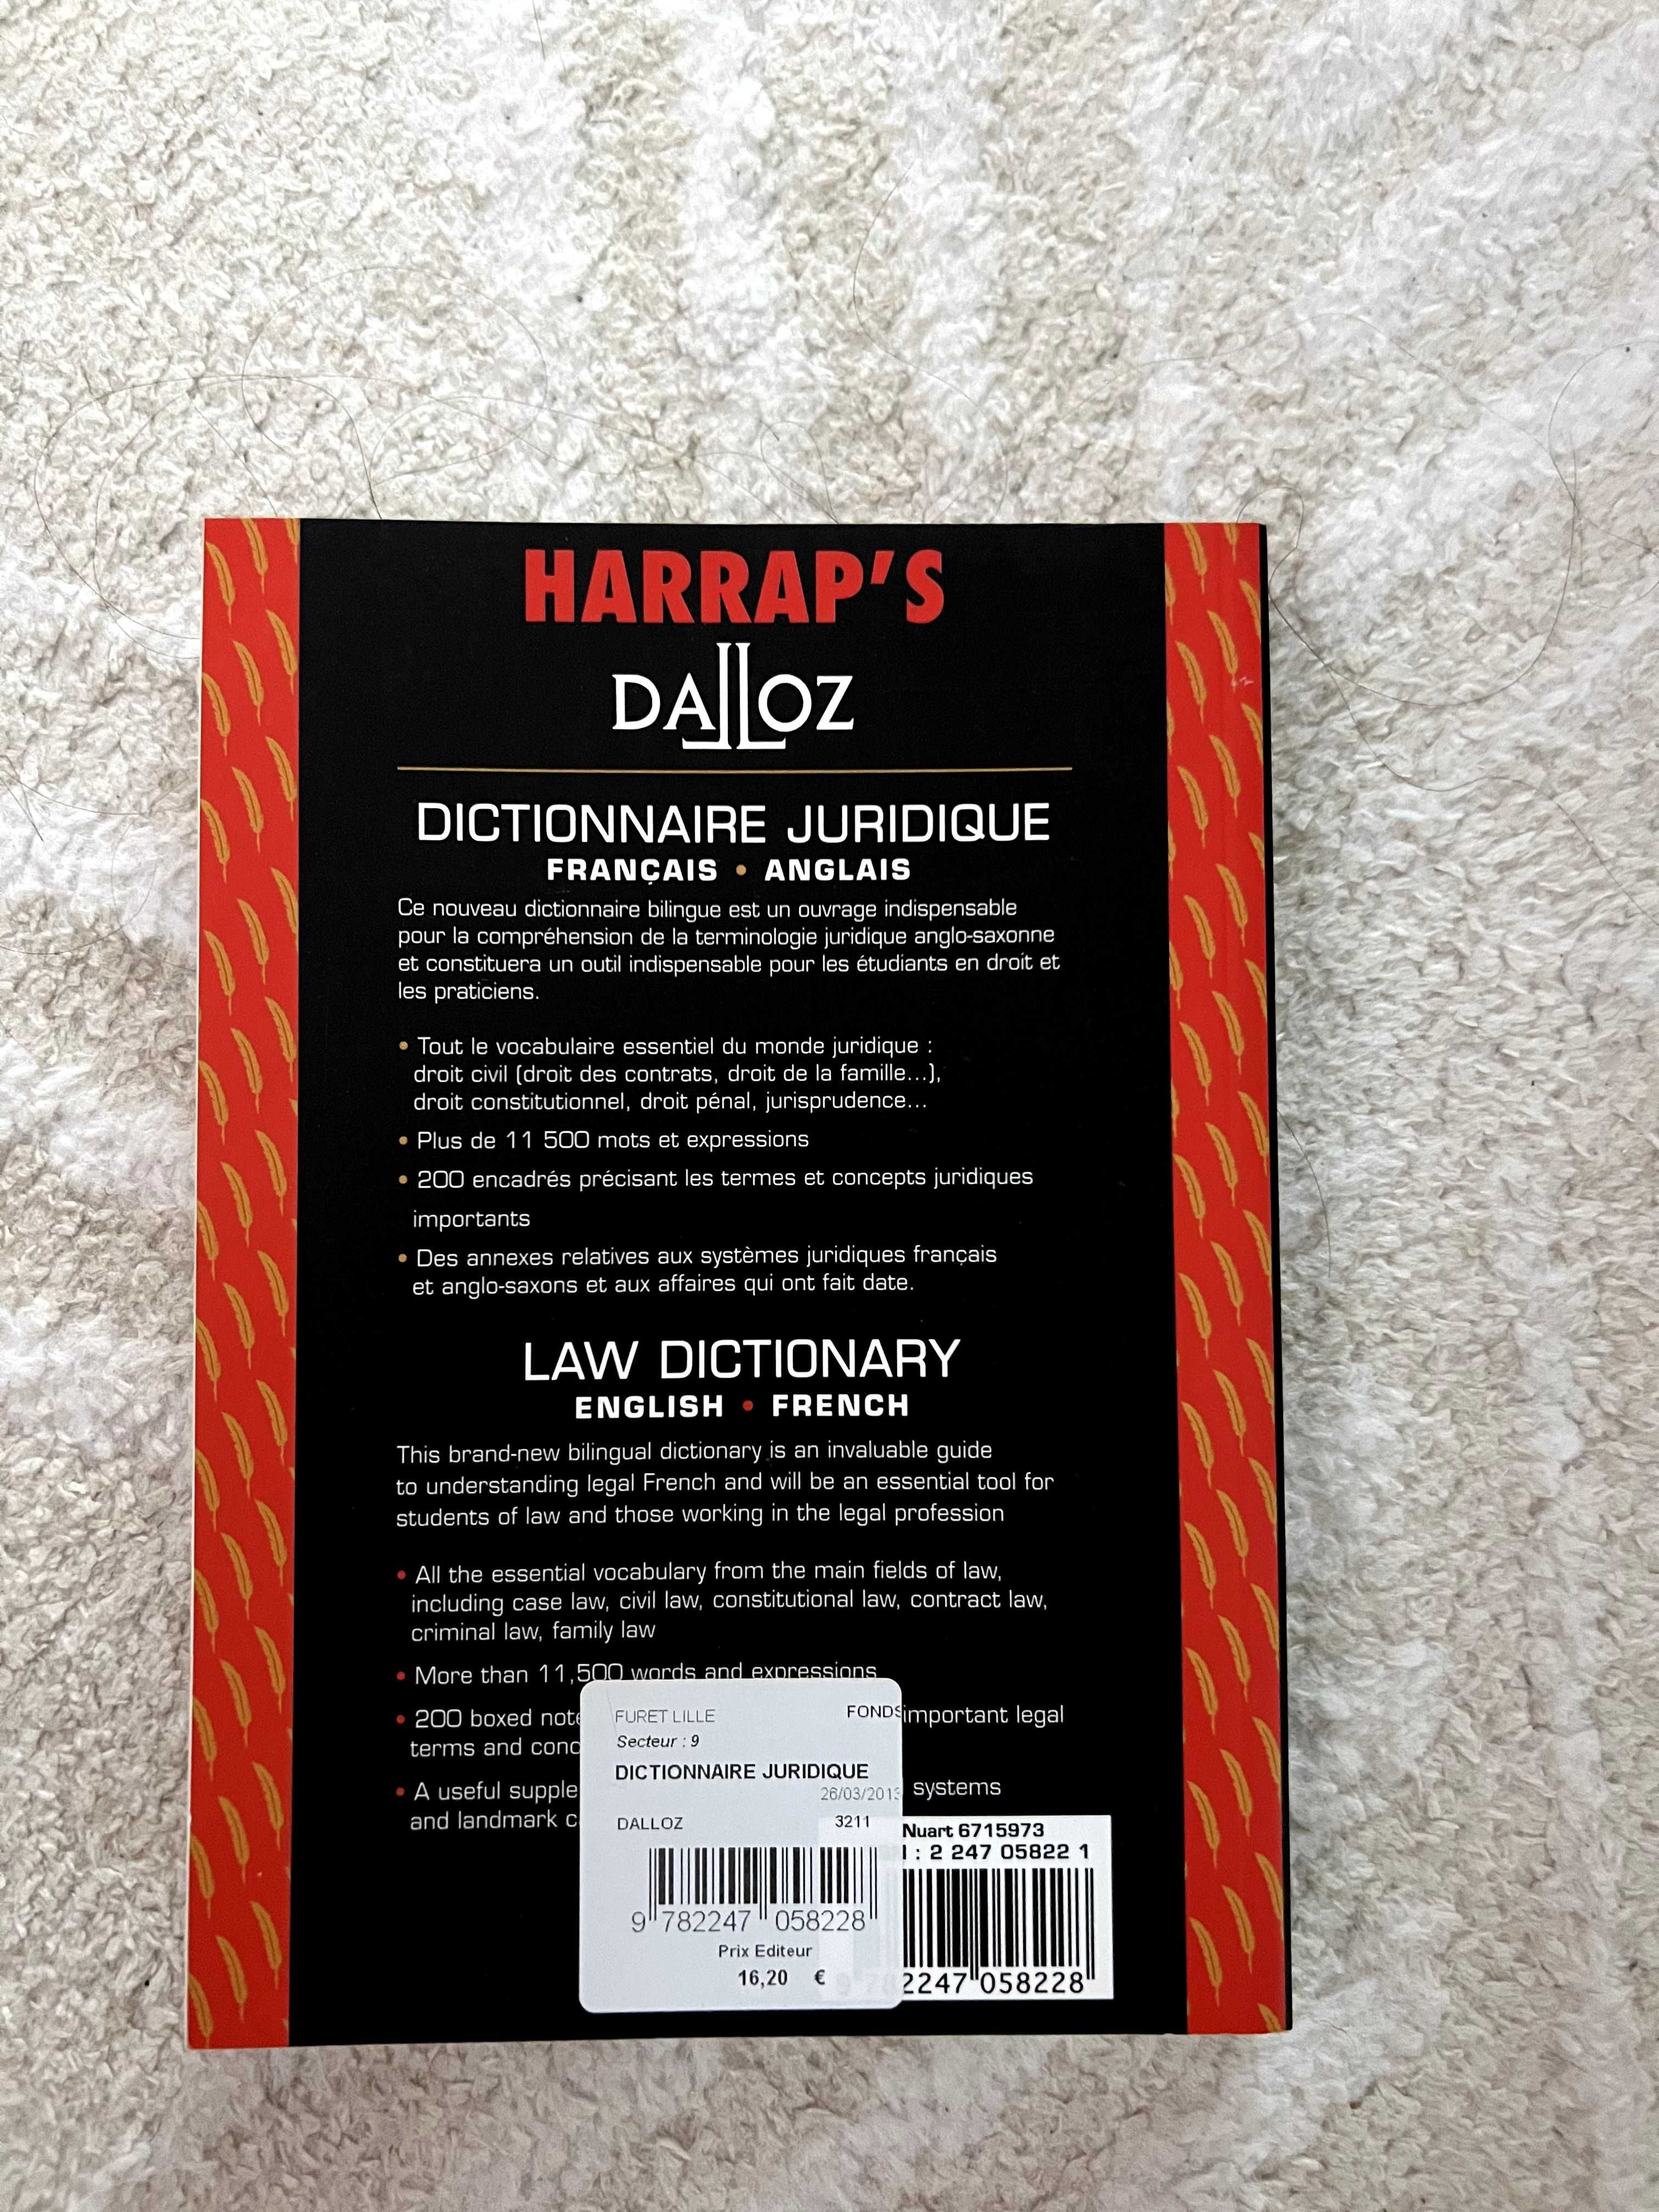 HARRAP'S
DALLOZ
DICTIONNAIRE JURIDIQUE
FRANÇAIS • ANGLAIS
Ce nouveau dictionnaire bilingue est un ouvrage indispensable
pour la compréhension de la terminologie juridique anglo-saxonne
et constituera un outil indispensable pour les étudiants en droit et
les praticiens.
• Tout le vocabulaire essentiel du monde juridique :
droit civil (droit des contrats, droit de la famille...),
droit constitutionnel, droit pénal, jurisprudence...
• Plus de 11 500 mots et expressions
• 200 encadrés précisant les termes et concepts juridiques
importants
• Des annexes relatives aux systèmes juridiques français
et anglo-saxons et aux affaires qui ont fait date.
LAW DICTIONARY
ENGLISH • FRENCH
This brand-new bilingual dictionary is an invaluable guide
to understanding legal French and will be an essential tool for
students of law and those working in the legal profession
• All the essential vocabulary from the main fields of law,
including case law, civil law, constitutional law, contract law,
criminal law, family law
• More than 11,500 words and expressions
• 200 boxed important legal
terms and
• A useful systems
and landmark
FURET LILLE FONDS
Secteur : 9
DICTIONNAIRE JURIDIQUE
26/03/2013
DALLOZ 3211
9 782247 058228
Prix Editeur
16,20 €
Nuart 6715973
: 2 247 05822 1
9 782247 058228